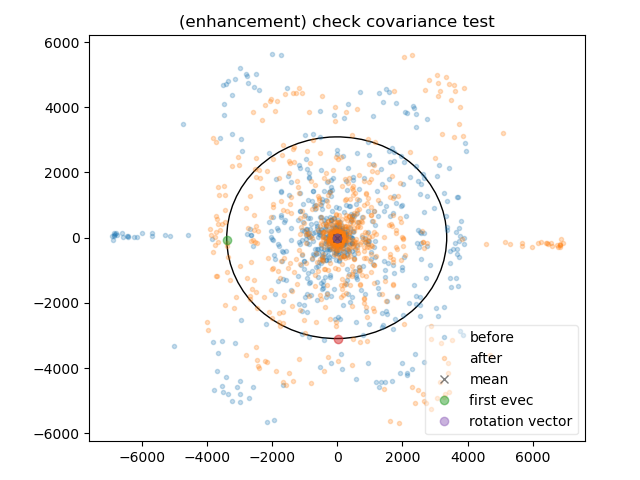 (enhancement) check covariance test
6000
4000
2000
0
−2000
−4000
−6000
−6000
−4000
−2000
0
2000
4000
6000
before
after
mean
first evec
rotation vector